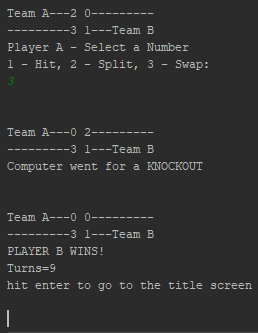 Team A---2 0---------
---------3 1---Team B
Player A - Select a Number
1 - Hit, 2 - Split, 3 - Swap:
3
Team A---0 2---------
---------3 1---Team B
Computer went for a KNOCKOUT
Team A---0 0---------
---------3 1---Team B
PLAYER B WINS!
Turns=9
hit enter to go to the title screen